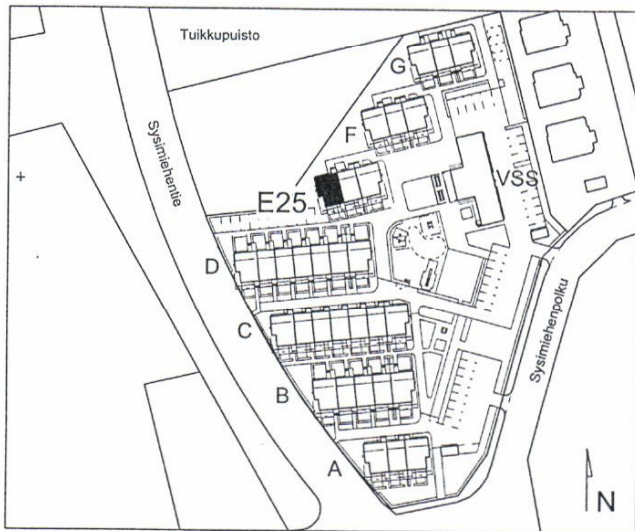 Tuikkupuisto
G
Sysimiehentie
F
VSS
E25
D
C
Sysimiehenpolku
B
A
N